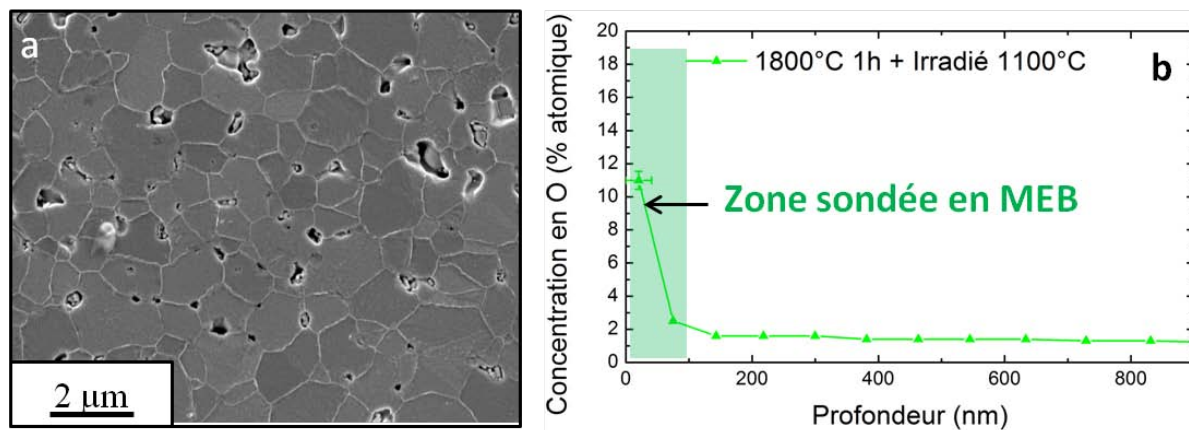 a
2 µm
b
1800°C 1h + Irradié 1100°C
Zone sondée en MEB
Concentration en O (% atomique)
20
18
16
14
12
10
8
6
4
2
0
0 200 400 600 800
Profondeur (nm)